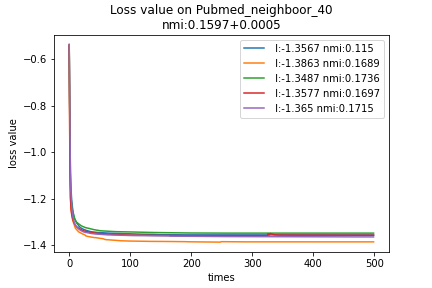 Loss value on Pubmed_neighboor_40
nmi:0.1597+0.0005
l:-1.3567 nmi:0.115
l:-1.3863 nmi:0.1689
l:-1.3487 nmi:0.1736
l:-1.3577 nmi:0.1697
l:-1.365 nmi:0.1715
loss value
−0.6
−0.8
−1.0
−1.2
−1.4
0 100 200 300 400 500
times